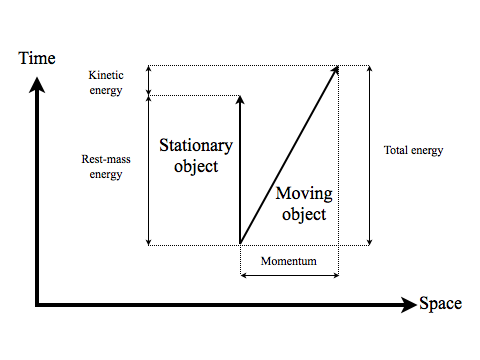 Time
Kinetic
energy
Stationary
object
Rest-mass
energy
Total energy
Moving
object
Momentum
Space